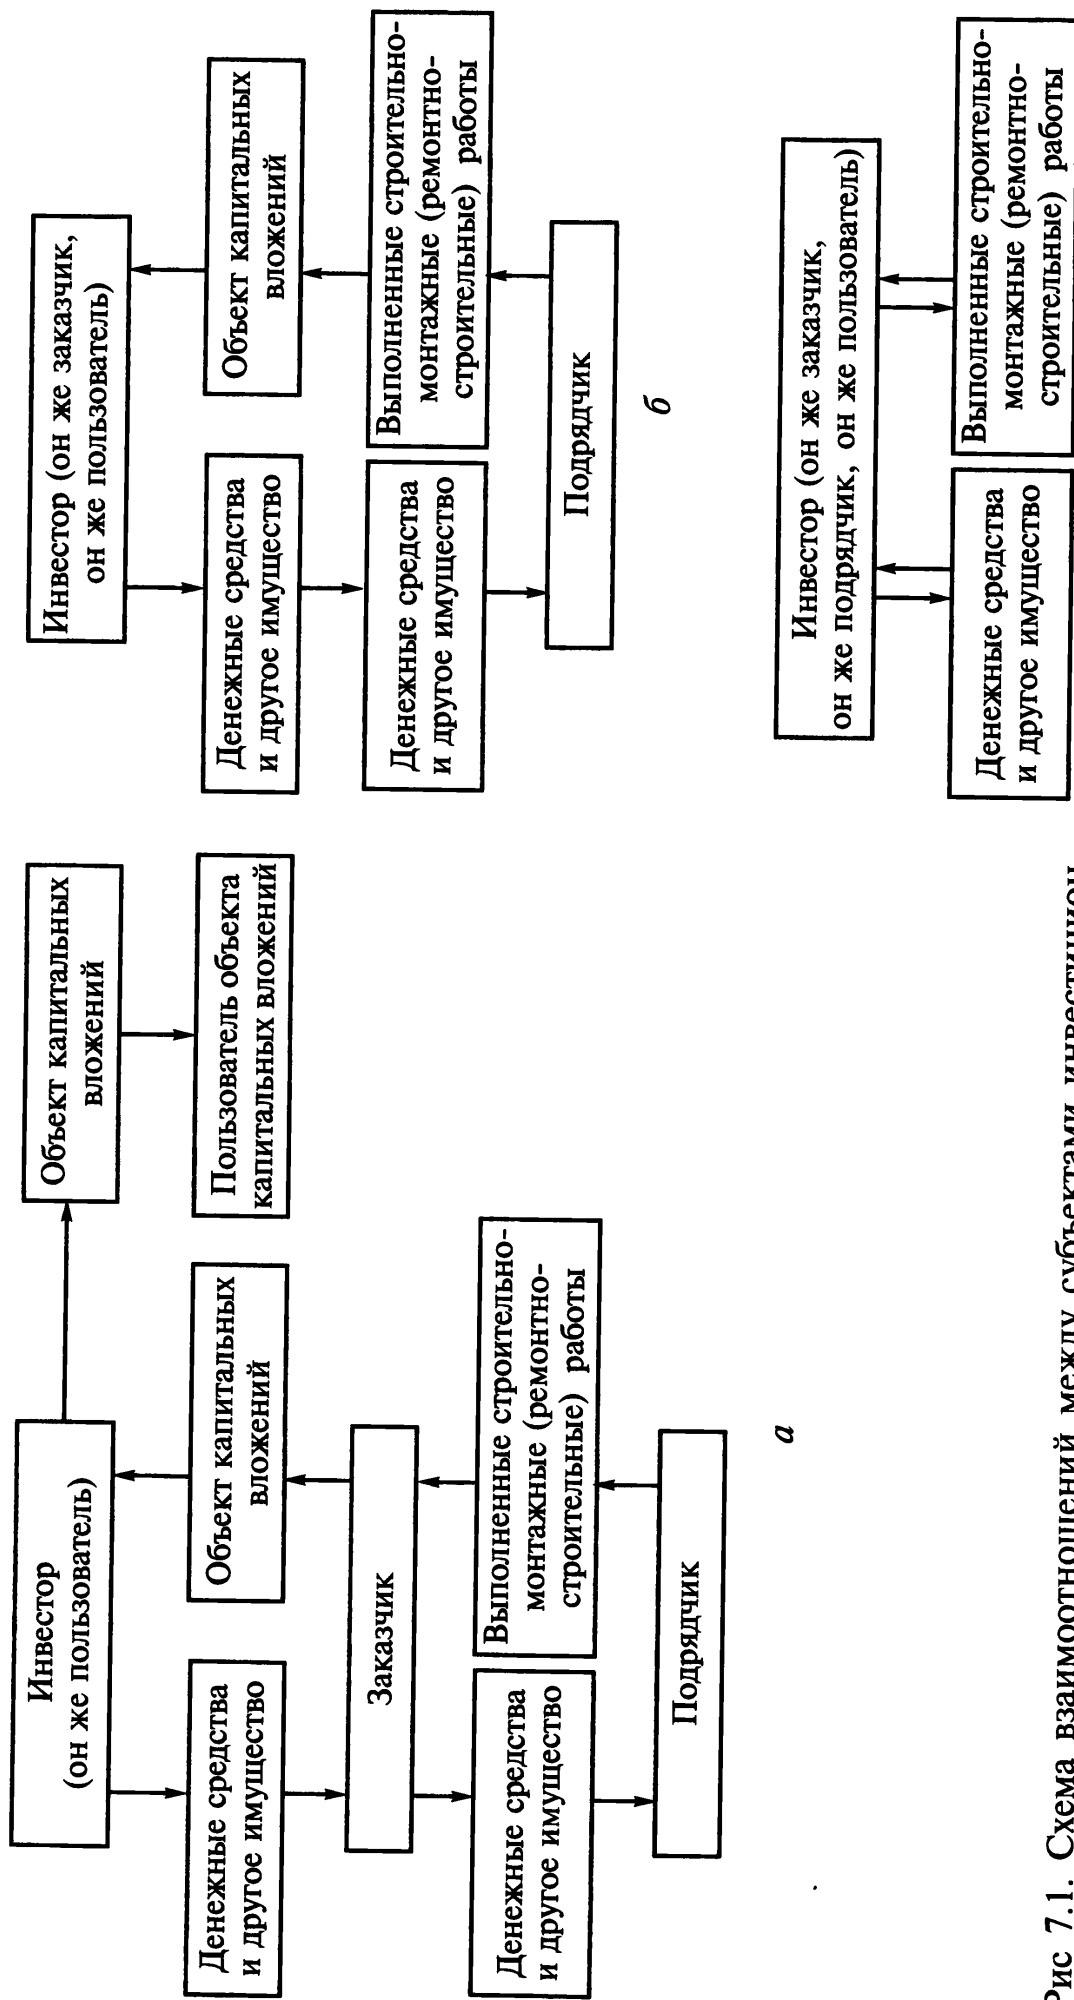 Инвестор
(он же пользователь)
Объект капитальных
вложений
Денежные средства
и другое имущество
Объект капитальных
вложений
Пользователь объекта
капитальных вложений
Заказчик
Денежные средства
и другое имущество
Выполненные строительно-
монтажные (ремонтно-
строительные) работы
Подрядчик
а
Инвестор (он же заказчик,
он же пользователь)
Денежные средства
и другое имущество
Объект капитальных
вложений
Денежные средства
и другое имущество
Выполненные строительно-
монтажные (ремонтно-
строительные) работы
Подрядчик
б
Инвестор (он же заказчик,
он же подрядчик, он же пользователь)
Денежные средства
и другое имущество
Выполненные строительно-
монтажные (ремонтно-
строительные) работы
Рис 7.1. Схема взаимоотношений между субъектами инвестицион